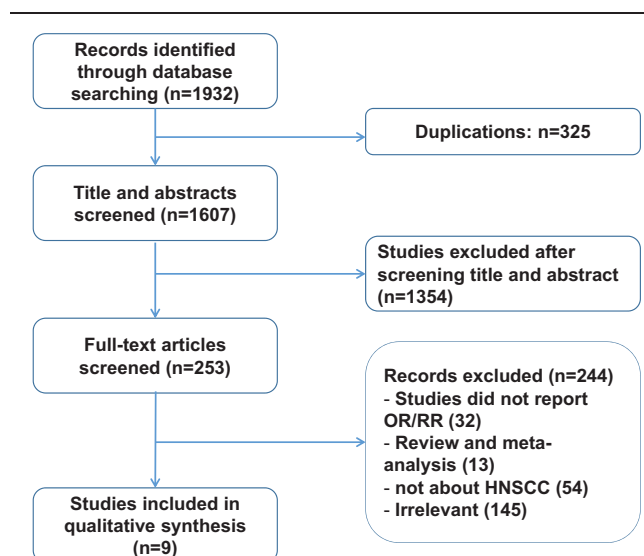 Records identified
through database
searching (n=1932)
Duplications: n=325
Title and abstracts
screened (n=1607)
Studies excluded after
screening title and abstract
(n=1354)
Full-text articles
screened (n=253)
Records excluded (n=244)
- Studies did not report
OR/RR (32)
- Review and meta-
analysis (13)
- not about HNSCC (54)
- Irrelevant (145)
Studies included in
qualitative synthesis
(n=9)